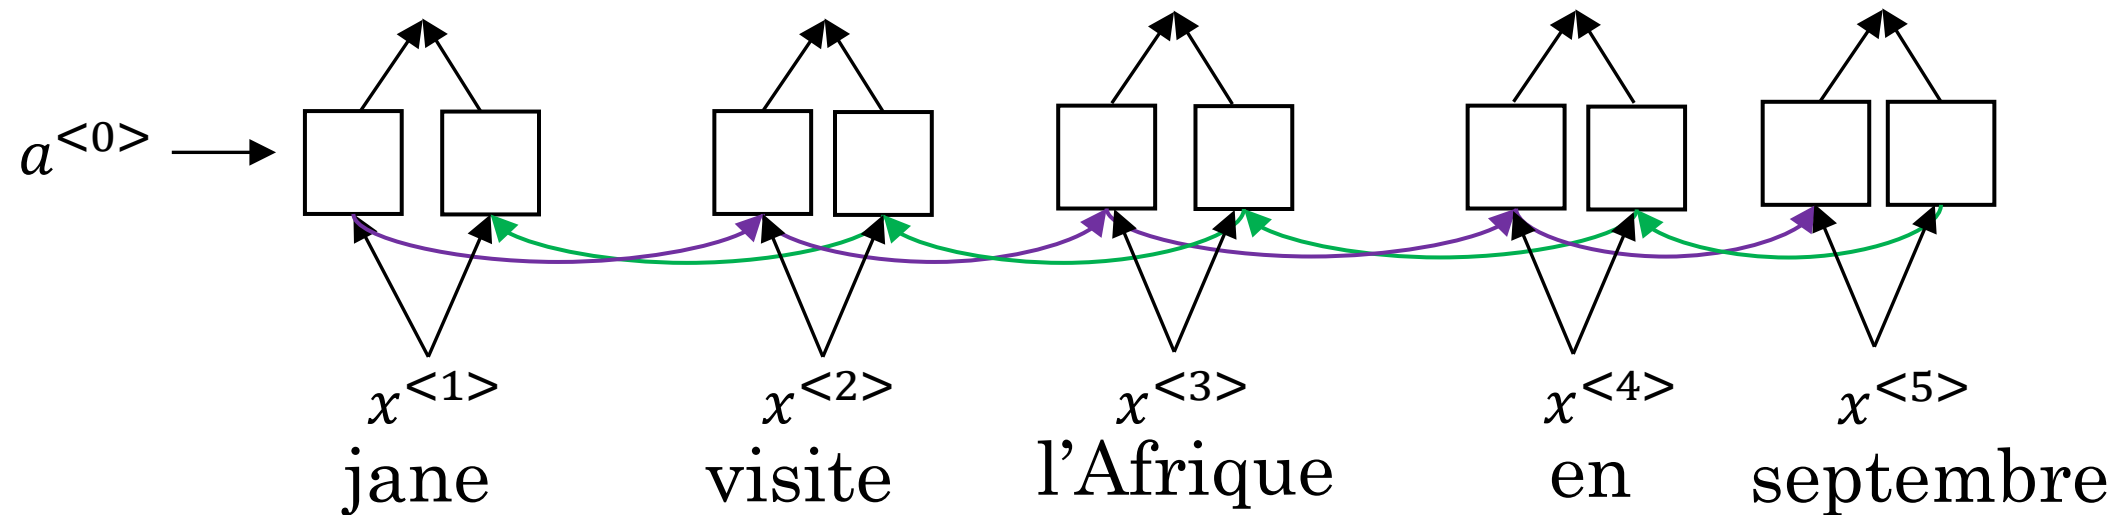 a<0>
x<1> x<2> x<3> x<4> x<5>
jane visite l'Afrique en septembre